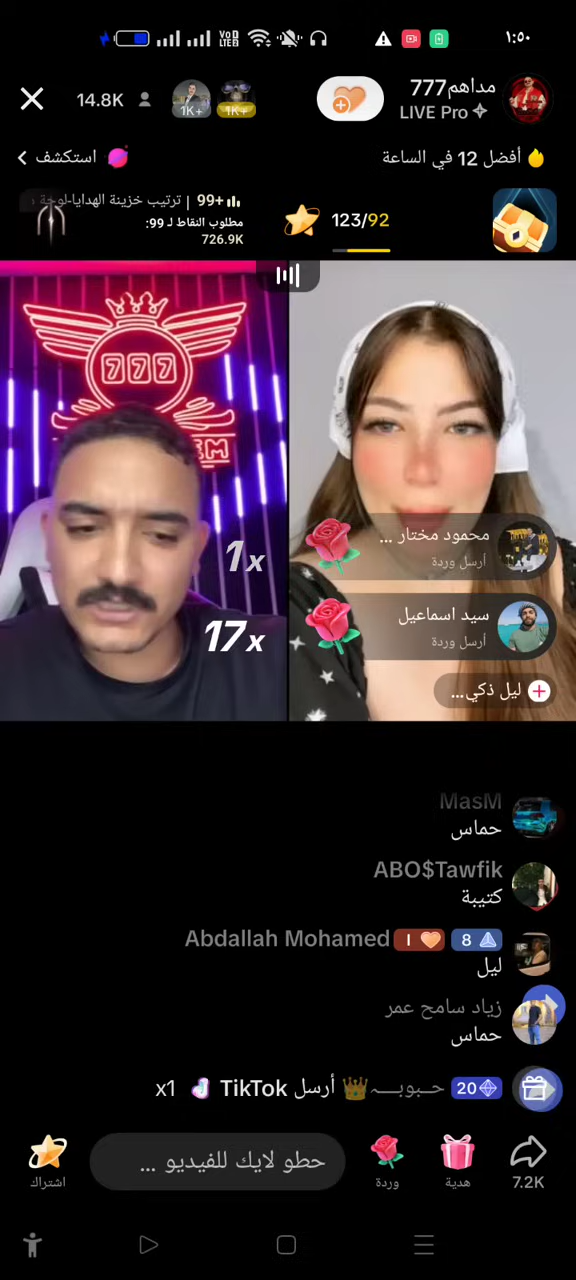 ١:٥٠
مداهم777
LIVE Pro
14.8K
1K+
1K+
أفضل 12 في الساعة
استكشف
123/92
99+ | ترتيب خزينة الهدايا-لوحة
مطلوب النقاط لـ 99:
726.9K
777
1x
17x
محمود مختار ...
أرسل وردة
سيد اسماعيل
أرسل وردة
ليل ذكي...
MasM
حماس
ABO$Tawfik
كتيبة
8 I Abdallah Mohamed
ليل
زياد سامح عمر
حماس
20 حـبوبـــه أرسل TikTok x1
حطو لايك للفيديو ...
اشتراك
وردة
هدية
7.2K